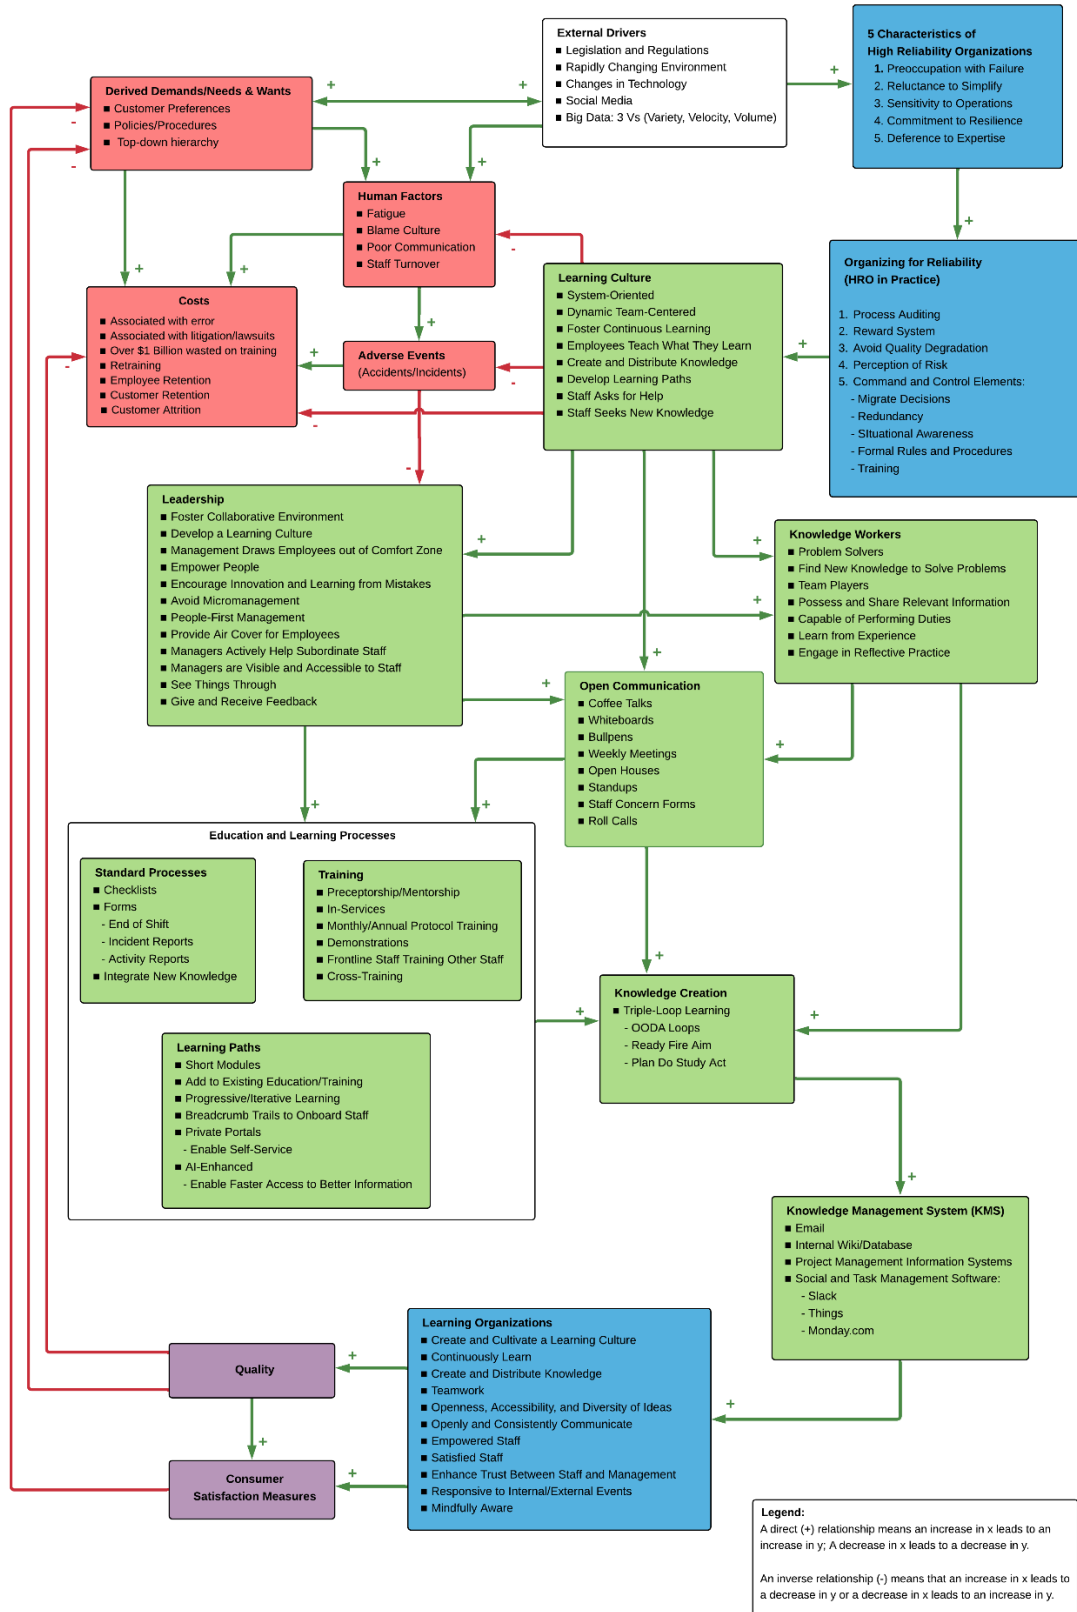 External Drivers
■ Legislation and Regulations
■ Rapidly Changing Environment
■ Changes in Technology
■ Social Media
■ Big Data: 3 Vs (Variety, Velocity, Volume)
+
5 Characteristics of
High Reliability Organizations
1. Preoccupation with Failure
2. Reluctance to Simplify
3. Sensitivity to Operations
4. Commitment to Resilience
5. Deference to Expertise
+
+
Derived Demands/Needs & Wants
■ Customer Preferences
■ Policies/Procedures
■ Top-down hierarchy
-
-
+
+
Human Factors
■ Fatigue
■ Blame Culture
■ Poor Communication
■ Staff Turnover
-
+
Organizing for Reliability
(HRO in Practice)
1. Process Auditing
2. Reward System
3. Avoid Quality Degradation
4. Perception of Risk
5. Command and Control Elements:
- Migrate Decisions
- Redundancy
- SItuational Awareness
- Formal Rules and Procedures
- Training
+
Learning Culture
■ System-Oriented
■ Dynamic Team-Centered
■ Foster Continuous Learning
■ Employees Teach What They Learn
■ Create and Distribute Knowledge
■ Develop Learning Paths
■ Staff Asks for Help
■ Staff Seeks New Knowledge
+
+
Costs
■ Associated with error
■ Associated with litigation/lawsuits
■ Over $1 Billion wasted on training
■ Retraining
■ Employee Retention
■ Customer Retention
■ Customer Attrition
-
+
+
Adverse Events
(Accidents/Incidents)
-
-
-
Leadership
■ Foster Collaborative Environment
■ Develop a Learning Culture
■ Management Draws Employees out of Comfort Zone
■ Empower People
■ Encourage Innovation and Learning from Mistakes
■ Avoid Micromanagement
■ People-First Management
■ Provide Air Cover for Employees
■ Managers Actively Help Subordinate Staff
■ Managers are Visible and Accessible to Staff
■ See Things Through
■ Give and Receive Feedback
+
+
+
Knowledge Workers
■ Problem Solvers
■ Find New Knowledge to Solve Problems
■ Team Players
■ Possess and Share Relevant Information
■ Capable of Performing Duties
■ Learn from Experience
■ Engage in Reflective Practice
+
+
Open Communication
■ Coffee Talks
■ Whiteboards
■ Bullpens
■ Weekly Meetings
■ Open Houses
■ Standups
■ Staff Concern Forms
■ Roll Calls
+
+
+
Education and Learning Processes
Standard Processes
■ Checklists
■ Forms
- End of Shift
- Incident Reports
- Activity Reports
■ Integrate New Knowledge
Training
■ Preceptorship/Mentorship
■ In-Services
■ Monthly/Annual Protocol Training
■ Demonstrations
■ Frontline Staff Training Other Staff
■ Cross-Training
Learning Paths
■ Short Modules
■ Add to Existing Education/Training
■ Progressive/Iterative Learning
■ Breadcrumb Trails to Onboard Staff
■ Private Portals
- Enable Self-Service
■ AI-Enhanced
- Enable Faster Access to Better Information
+
+
+
Knowledge Creation
■ Triple-Loop Learning
- OODA Loops
- Ready Fire Aim
- Plan Do Study Act
+
Knowledge Management System (KMS)
■ Email
■ Internal Wiki/Database
■ Project Management Information Systems
■ Social and Task Management Software:
- Slack
- Things
- Monday.com
+
Learning Organizations
■ Create and Cultivate a Learning Culture
■ Continuously Learn
■ Create and Distribute Knowledge
■ Teamwork
■ Openness, Accessibility, and Diversity of Ideas
■ Openly and Consistently Communicate
■ Empowered Staff
■ Satisfied Staff
■ Enhance Trust Between Staff and Management
■ Responsive to Internal/External Events
■ Mindfully Aware
+
Quality
+
+
Consumer
Satisfaction Measures
Legend:
A direct (+) relationship means an increase in x leads to an
increase in y; A decrease in x leads to a decrease in y.
An inverse relationship (-) means that an increase in x leads to
a decrease in y or a decrease in x leads to an increase in y.